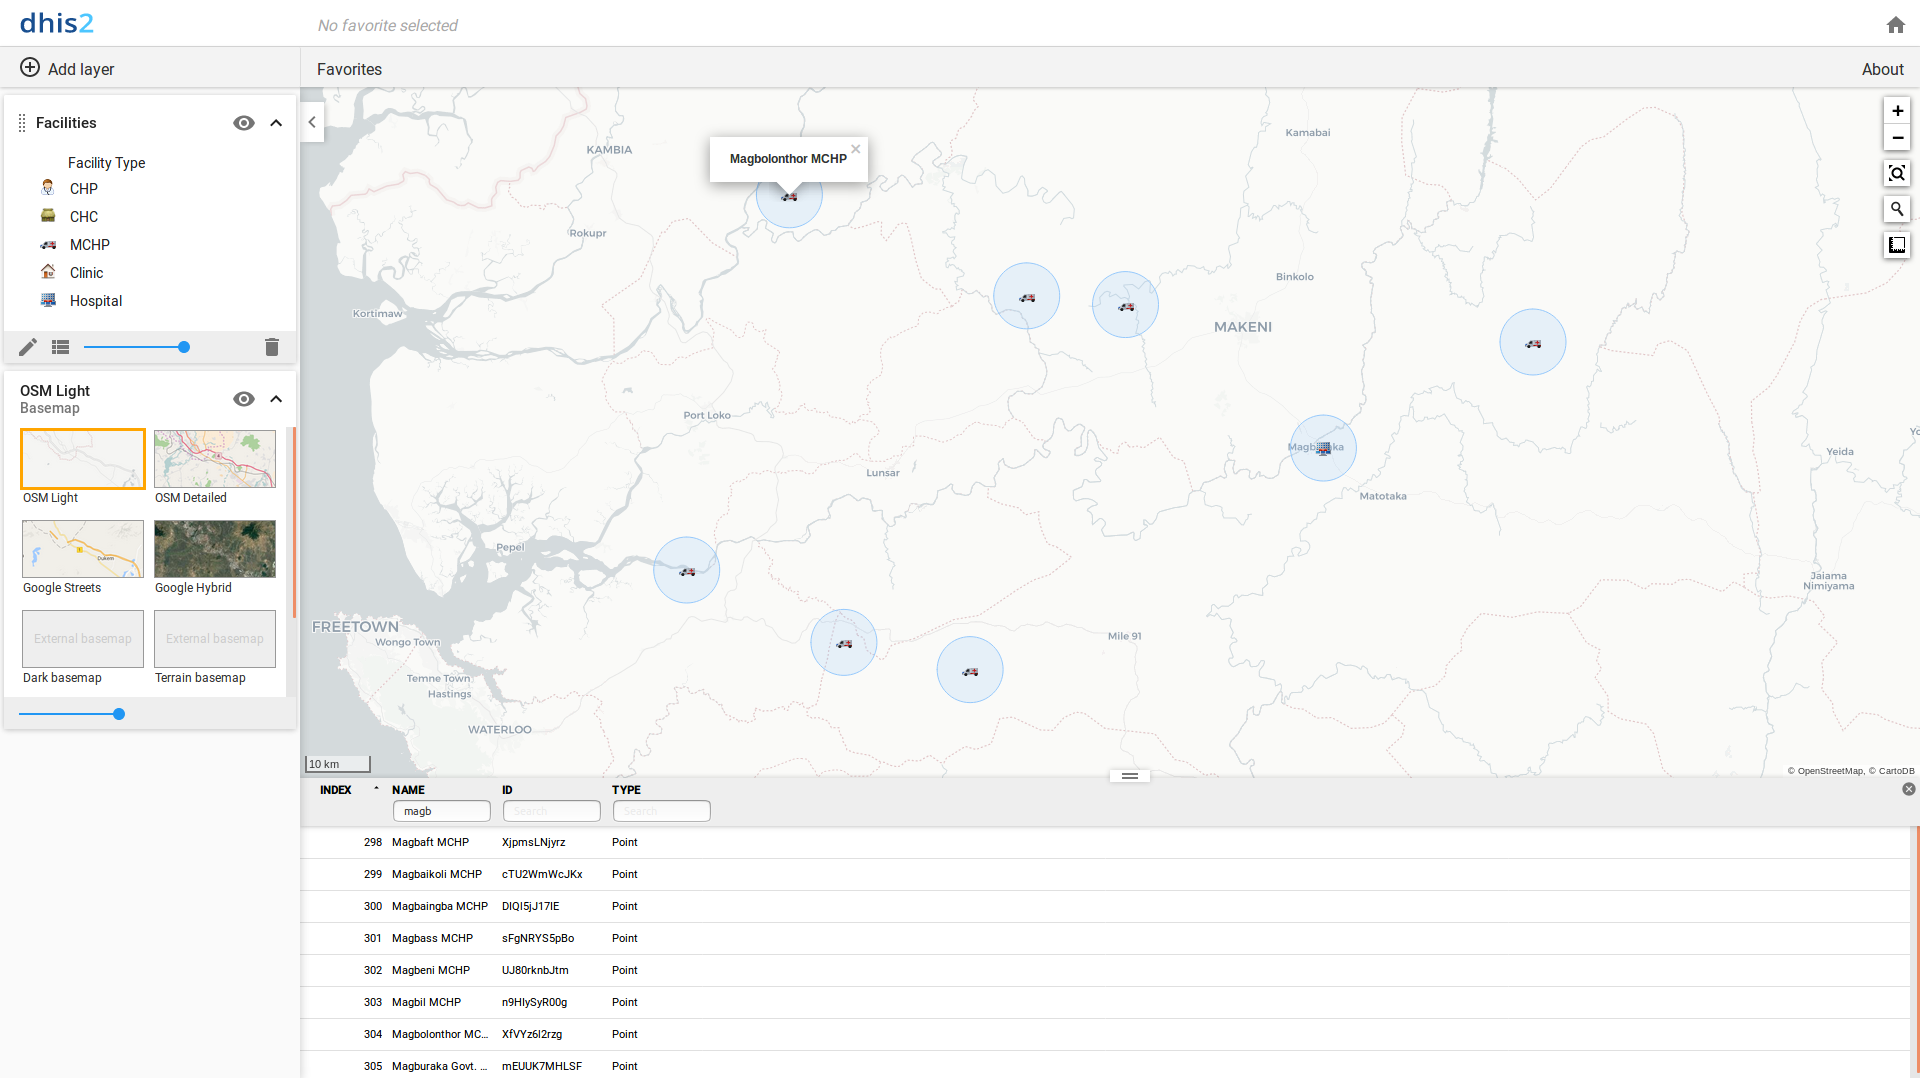 dhis2
No favorite selected
Add layer
Favorites
About
Facilities
Facility Type
CHP
CHC
MCHP
Clinic
Hospital
OSM Light
Basemap
OSM Light
OSM Detailed
Google Streets
Google Hybrid
External basemap
External basemap
Dark basemap
Terrain basemap
Magbolonthor MCHP
KAMBIA
Kamabai
Rokupr
Binkolo
Kortimaw
MAKENI
Port Loko
Lunsar
Yeida
Matotaka
Pepel
Jaiama
Nimiyama
FREETOWN
Wongo Town
Mile 91
Temne Town
Hastings
WATERLOO
10 km
© OpenStreetMap, © CartoDB
INDEX NAME ID TYPE
magb Search Search
298 Magbaft MCHP XjpmsLNjyrz Point
299 Magbaikoli MCHP cTU2WmWcJKx Point
300 Magbaingba MCHP DIQl5jJ17IE Point
301 Magbass MCHP sFgNRYS5pBo Point
302 Magbeni MCHP UJ80rknbJtm Point
303 Magbil MCHP n9HIySyR00g Point
304 Magbolonthor MC... XfVYz6l2rzg Point
305 Magburaka Govt. ... mEUUK7MHLSF Point